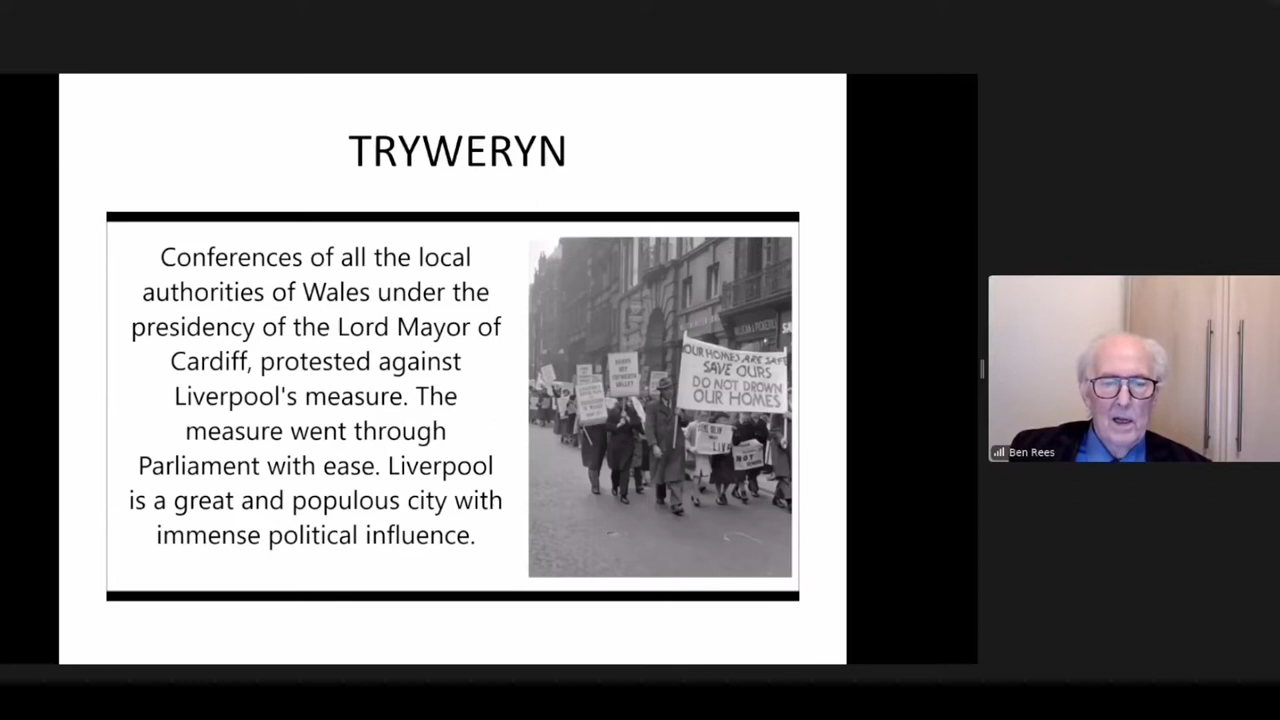 TRYWERYN
Conferences of all the local
authorities of Wales under the
presidency of the Lord Mayor of
Cardiff, protested against
Liverpool's measure. The
measure went through
Parliament with ease. Liverpool
is a great and populous city with
immense political influence.
OUR HOMES ARE SAFE
SAVE OURS
DO NOT DROWN
OUR HOMES
NOT
Ben Rees